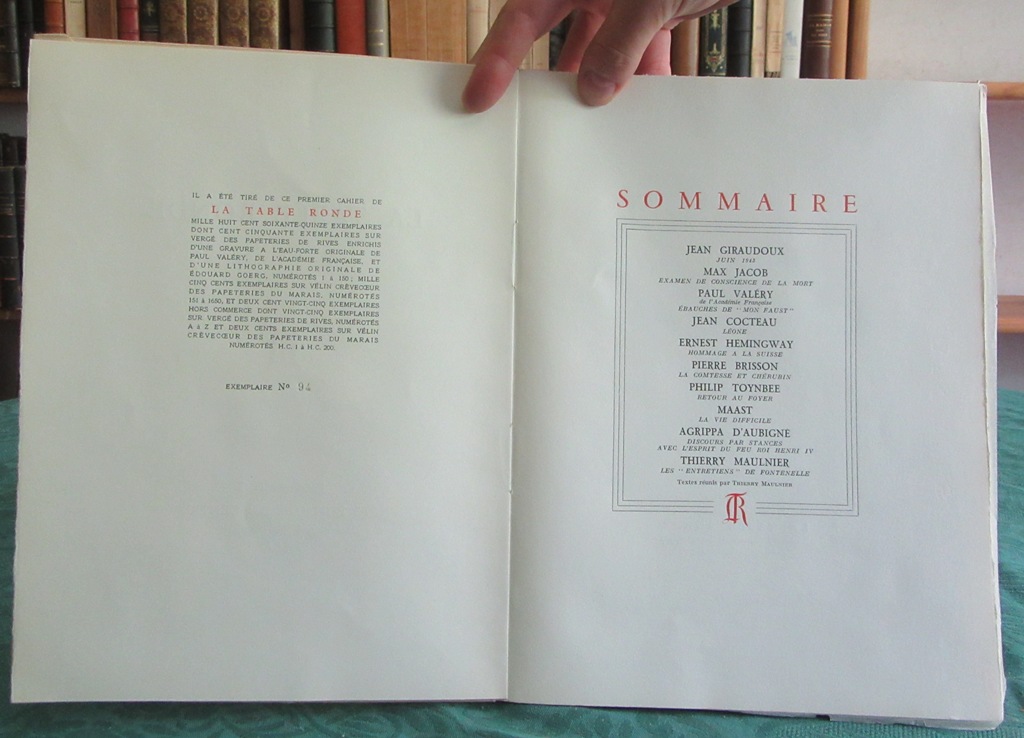 IL A ÉTÉ TIRÉ DE CE PREMIER CAHIER DE
LA TABLE RONDE
MILLE HUIT CENT SOIXANTE-QUINZE EXEMPLAIRES
DONT CENT CINQUANTE EXEMPLAIRES SUR
VERGÉ DES PAPETERIES DE RIVES ENRICHIS
D'UNE GRAVURE A L'EAU-FORTE ORIGINALE DE
PAUL VALÉRY, DE L'ACADÉMIE FRANÇAISE, ET
D'UNE LITHOGRAPHIE ORIGINALE DE
ÉDOUARD GOERG, NUMÉROTÉS 1 à 150 ; MILLE
CINQ CENTS EXEMPLAIRES SUR VÉLIN CRÈVECŒUR
DES PAPETERIES DU MARAIS, NUMÉROTÉS
151 à 1650, ET DEUX CENT VINGT-CINQ EXEMPLAIRES
HORS COMMERCE DONT VINGT-CINQ EXEMPLAIRES
SUR VERGÉ DES PAPETERIES DE RIVES, NUMÉROTÉS
A à Z ET DEUX CENTS EXEMPLAIRES SUR VÉLIN
CRÈVECŒUR DES PAPETERIES DU MARAIS
NUMÉROTÉS H.C. 1 à H.C. 200.
EXEMPLAIRE Nº 94
SOMMAIRE
JEAN GIRAUDOUX
JUIN 1943
MAX JACOB
EXAMEN DE CONSCIENCE DE LA MORT
PAUL VALÉRY
de l'Académie Française
ÉBAUCHES DE "MON FAUST"
JEAN COCTEAU
LÉONE
ERNEST HEMINGWAY
HOMMAGE A LA SUISSE
PIERRE BRISSON
LA COMTESSE ET CHÉRUBIN
PHILIP TOYNBEE
RETOUR AU FOYER
MAAST
LA VIE DIFFICILE
AGRIPPA D'AUBIGNE
DISCOURS PAR STANCES
AVEC L'ESPRIT DU FEU ROI HENRI IV
THIERRY MAULNIER
LES "ENTRETIENS" DE FONTENELLE
Textes réunis par THIERRY MAULNIER
TR